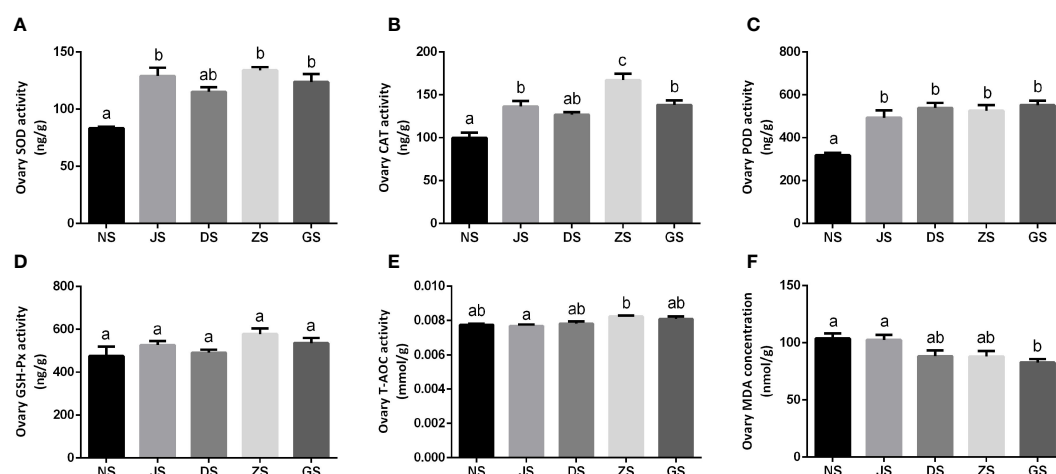 A
Ovary SOD activity
(ng/g)
150
100
50
0
a
b
ab
b
b
NS JS DS ZS GS
B
Ovary CAT activity
(ng/g)
200
150
100
50
0
a
b
ab
c
b
NS JS DS ZS GS
C
Ovary POD activity
(ng/g)
800
600
400
200
0
a
b
b
b
b
NS JS DS ZS GS
D
Ovary GSH-Px activity
(ng/g)
800
600
400
200
0
a
a
a
a
a
NS JS DS ZS GS
E
Ovary T-AOC activity
(mmol/g)
0.010
0.008
0.006
0.004
0.002
0.000
ab
a
ab
b
ab
NS JS DS ZS GS
F
Ovary MDA concentration
(nmol/g)
150
100
50
0
a
a
ab
ab
b
NS JS DS ZS GS